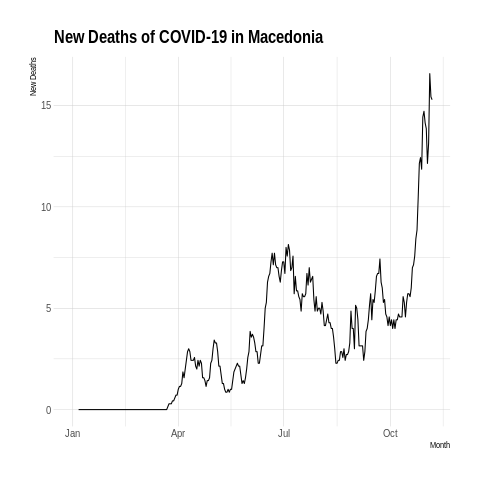 New Deaths of COVID-19 in Macedonia
New Deaths
15
10
5
0
Jan Apr Jul Oct
Month